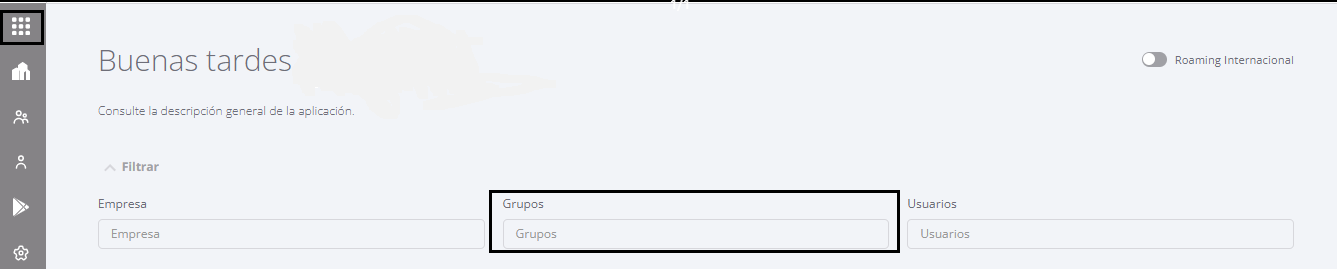 Buenas tardes
Roaming Internacional
Consulte la descripción general de la aplicación.
Filtrar
Empresa
Grupos
Usuarios
Empresa
Grupos
Usuarios